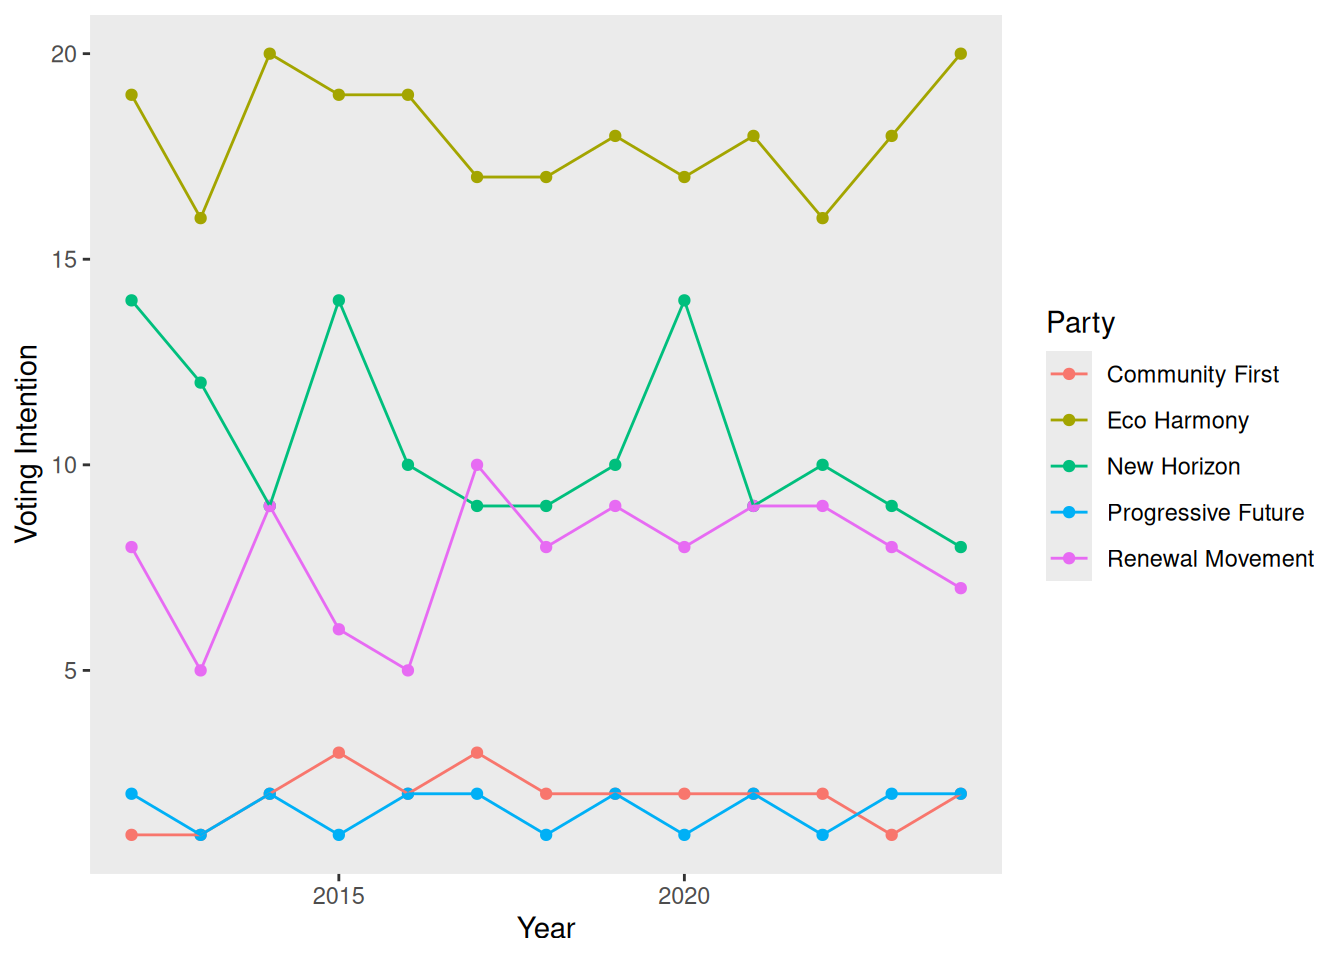 20
15
10
5
Voting Intention
2015
2020
Year
Party
Community First
Eco Harmony
New Horizon
Progressive Future
Renewal Movement